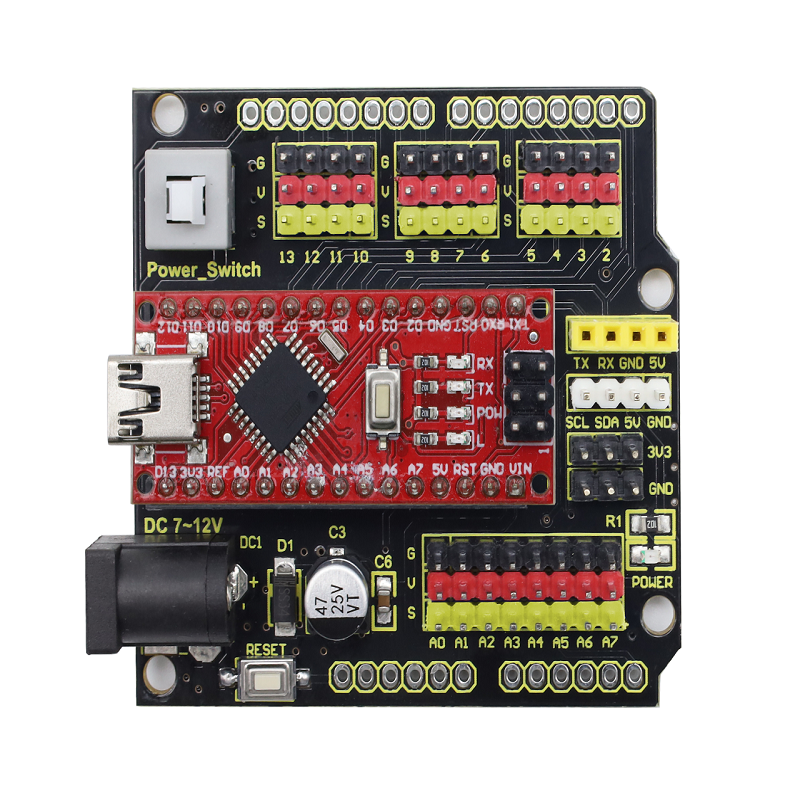 G G G
V V V
S S S
13 12 11 10 9 8 7 6 5 4 3 2
Power_Switch
D12 D11 D10 D9 D8 D7 D6 D5 D4 D3 D2 GND RST RX0 TX1
TX RX GND 5V
RX
TX
POW
L
1
SCL SDA 5V GND
3V3
GND
D13 3V3 REF A0 A1 A2 A3 A4 A5 A6 A7 5V RST GND VIN
DC 7~12V
DC1
D1
C3
C6
R1
102
POWER
+
-
47
25V
VT
G
V
S
A0 A1 A2 A3 A4 A5 A6 A7
RESET